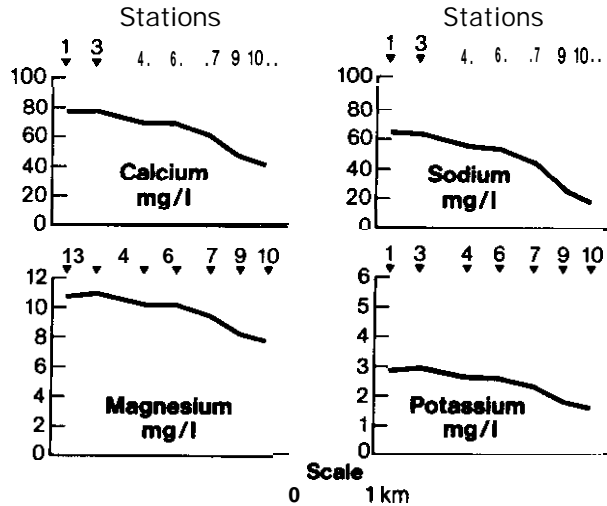 Stations
1 3 4. 6. .7 9 10..
100
80
60
40
20
0
Calcium
mg/l
Stations
1 3 4. 6. .7 9 10..
100
80
60
40
20
0
Sodium
mg/l
13 4 6 7 9 10
12
10
8
6
4
2
0
Magnesium
mg/l
1 3 4 6 7 9 10
6
5
4
3
2
1
0
Potassium
mg/l
Scale
0 1 km